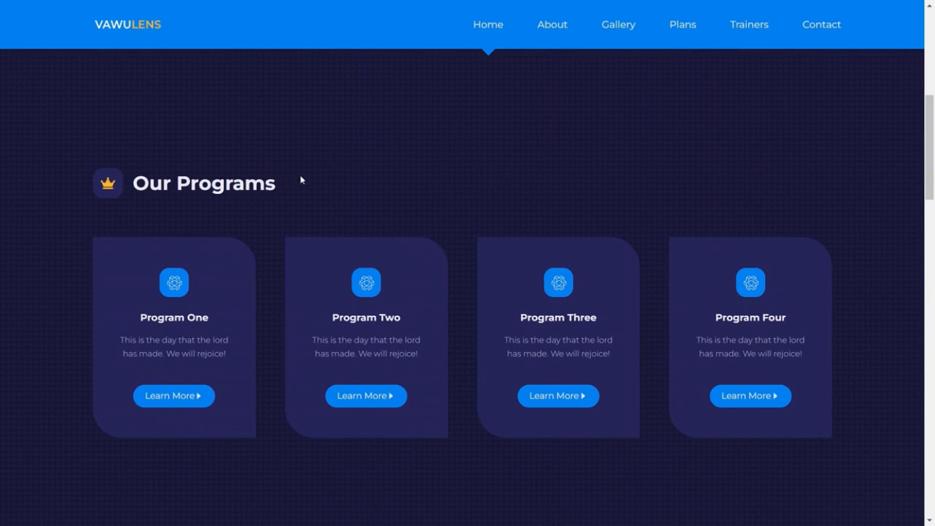 VAWULENS
Home About Gallery Plans Trainers Contact
Our Programs
Program One
This is the day that the lord
has made. We will rejoice!
Learn More
Program Two
This is the day that the lord
has made. We will rejoice!
Learn More
Program Three
This is the day that the lord
has made. We will rejoice!
Learn More
Program Four
This is the day that the lord
has made. We will rejoice!
Learn More